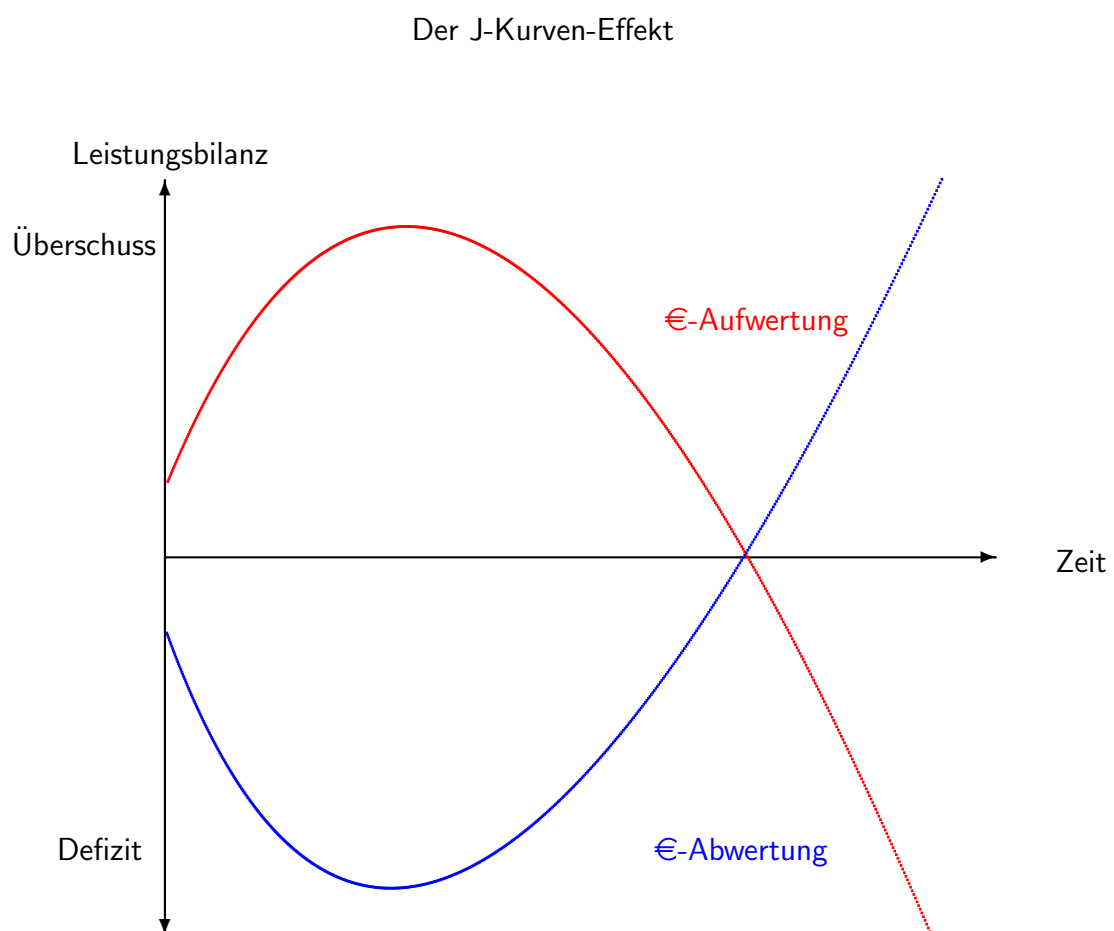 Der J-Kurven-Effekt
Leistungsbilanz
Überschuss
€-Aufwertung
Zeit
Defizit
€-Abwertung